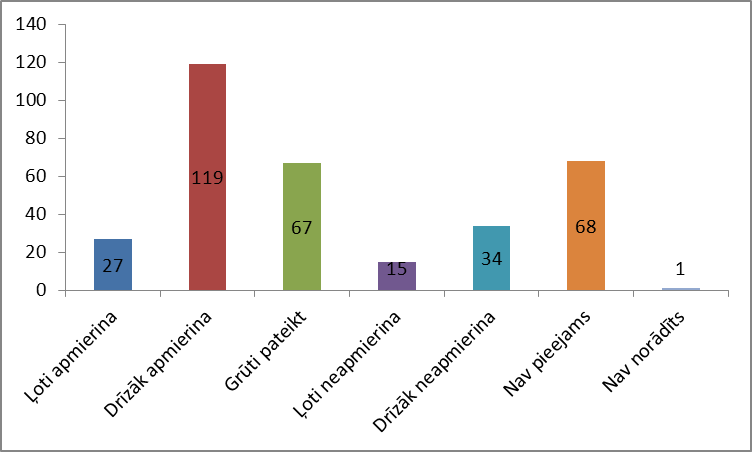 140
120
100
80
60
40
20
0
27
119
67
15
34
68
1
Ļoti apmierina
Drīzāk apmierina
Grūti pateikt
Ļoti neapmierina
Drīzāk neapmierina
Nav pieejams
Nav norādīts